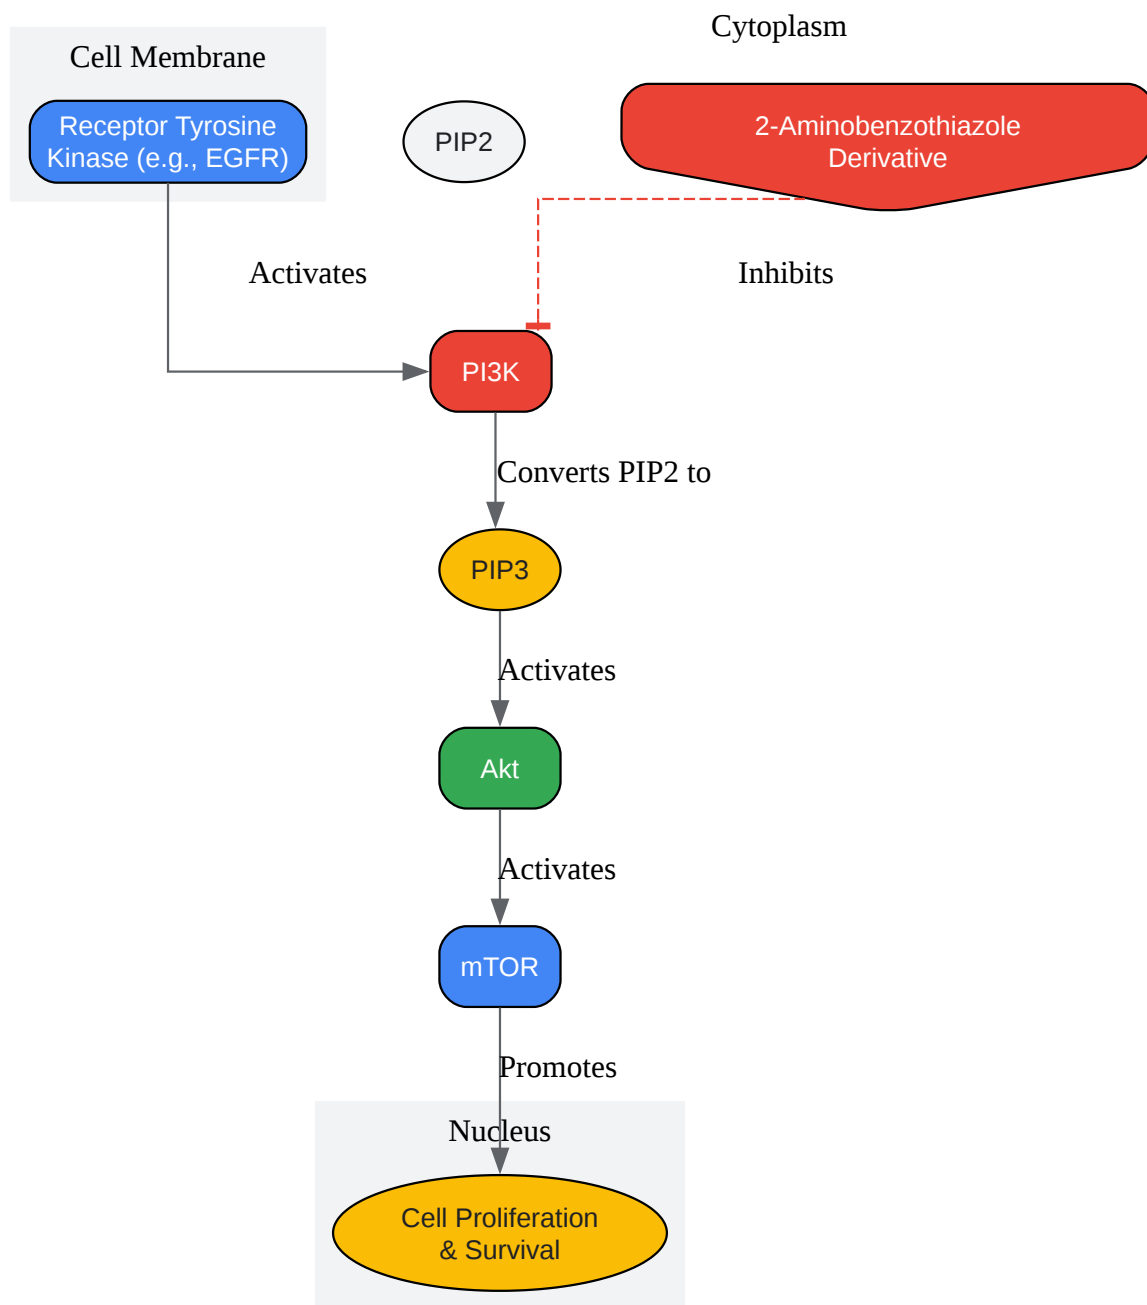 Cytoplasm
Cell Membrane
Receptor Tyrosine
Kinase (e.g., EGFR)
PIP2
2-Aminobenzothiazole
Derivative
Activates
Inhibits
PI3K
Converts PIP2 to
PIP3
Activates
Akt
Activates
mTOR
Promotes
Nucleus
Cell Proliferation
& Survival